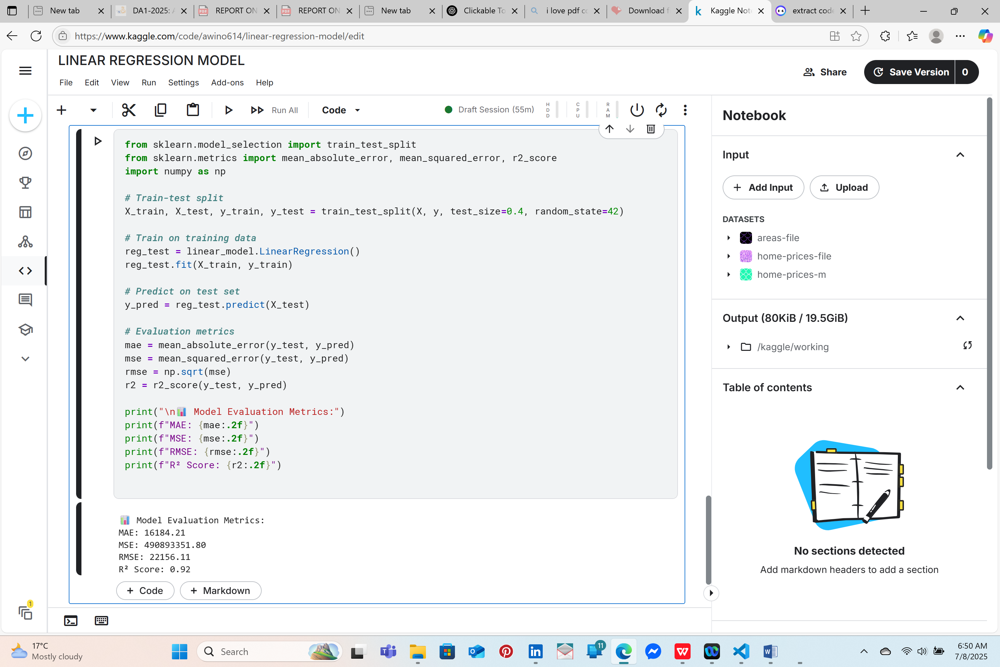 New tab
DA1-2025: A
REPORT ON
REPORT ON
New tab
Clickable To
i love pdf co
Download f
Kaggle Note
extract code
https://www.kaggle.com/code/awino614/linear-regression-model/edit
LINEAR REGRESSION MODEL
File Edit View Run Settings Add-ons Help
Share
Save Version 0
Run All
Code
Draft Session (55m)
HDD
CPU
RAM
from sklearn.model_selection import train_test_split
from sklearn.metrics import mean_absolute_error, mean_squared_error, r2_score
import numpy as np
# Train-test split
X_train, X_test, y_train, y_test = train_test_split(X, y, test_size=0.4, random_state=42)
# Train on training data
reg_test = linear_model.LinearRegression()
reg_test.fit(X_train, y_train)
# Predict on test set
y_pred = reg_test.predict(X_test)
# Evaluation metrics
mae = mean_absolute_error(y_test, y_pred)
mse = mean_squared_error(y_test, y_pred)
rmse = np.sqrt(mse)
r2 = r2_score(y_test, y_pred)
print("\n📊 Model Evaluation Metrics:")
print(f"MAE: {mae:.2f}")
print(f"MSE: {mse:.2f}")
print(f"RMSE: {rmse:.2f}")
print(f"R² Score: {r2:.2f}")
📊 Model Evaluation Metrics:
MAE: 16184.21
MSE: 490893351.80
RMSE: 22156.11
R² Score: 0.92
+ Code
+ Markdown
Notebook
Input
+ Add Input
Upload
DATASETS
areas-file
home-prices-file
home-prices-m
Output (80KiB / 19.5GiB)
/kaggle/working
Table of contents
No sections detected
Add markdown headers to add a section
1
17°C
Mostly cloudy
Search
11
6:50 AM
7/8/2025